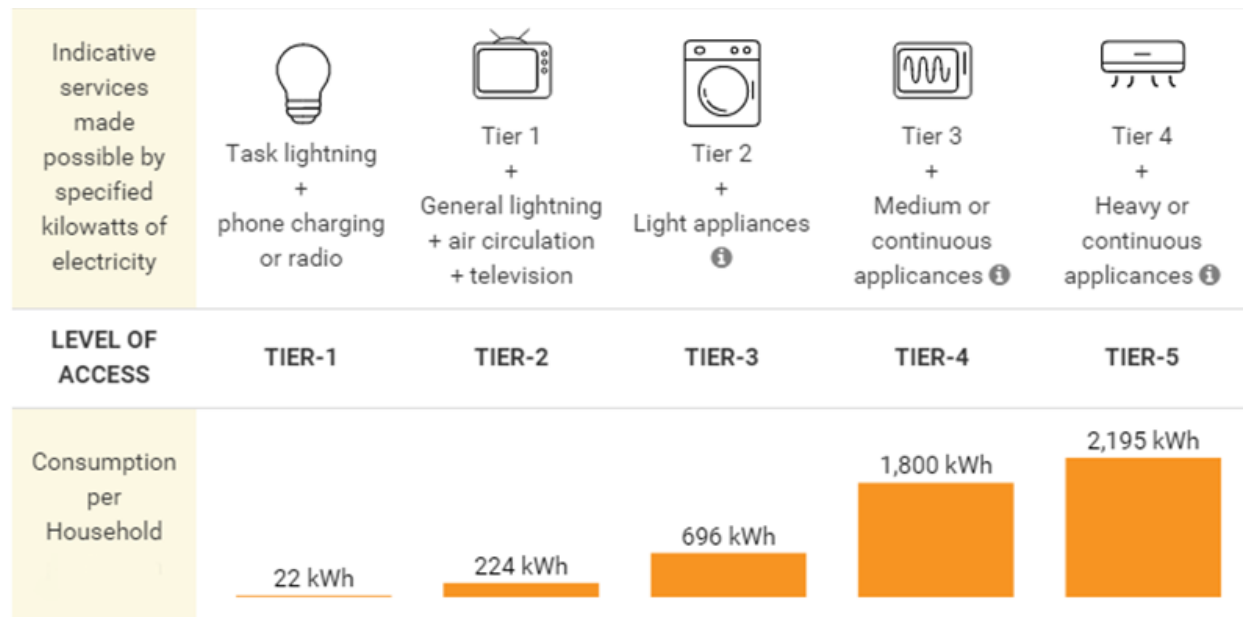 Indicative
services
made
possible by
specified
kilowatts of
electricity
Task lightning
+
phone charging
or radio
Tier 1
+
General lightning
+ air circulation
+ television
Tier 2
+
Light appliances
i
Tier 3
+
Medium or
continuous
applicances i
Tier 4
+
Heavy or
continuous
applicances i
LEVEL OF
ACCESS
TIER-1
TIER-2
TIER-3
TIER-4
TIER-5
Consumption
per
Household
22 kWh
224 kWh
696 kWh
1,800 kWh
2,195 kWh